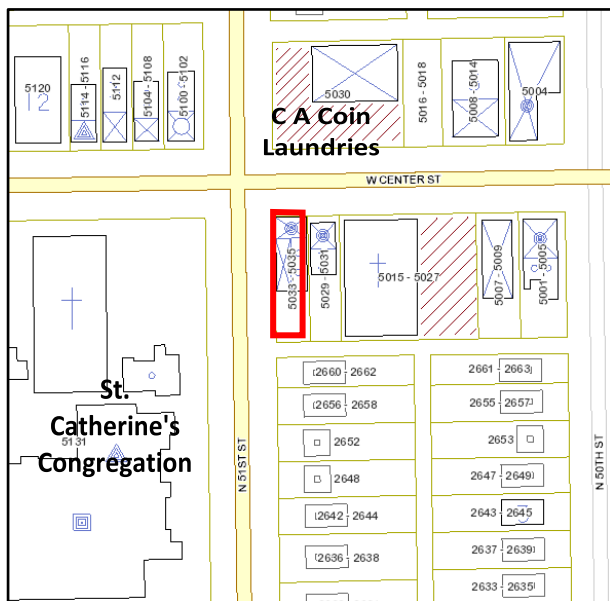 5120
12
5114 - 5116
5112
5104 - 5108
5100 - 5102
5030
5016 - 5018
5008 - 5014
5004
C A Coin
Laundries
W CENTER ST
5033 - 5035
5029 - 5031
5015 - 5027
5007 - 5009
5001 - 5005
St.
Catherine's
Congregation
5131
N 51ST ST
2660 - 2662
2656 - 2658
2652
2648
2642 - 2644
2636 - 2638
2661 - 2663
2655 - 2657
2653
2647 - 2649
2643 - 2645
2637 - 2639
2633 - 2635
N 50TH ST